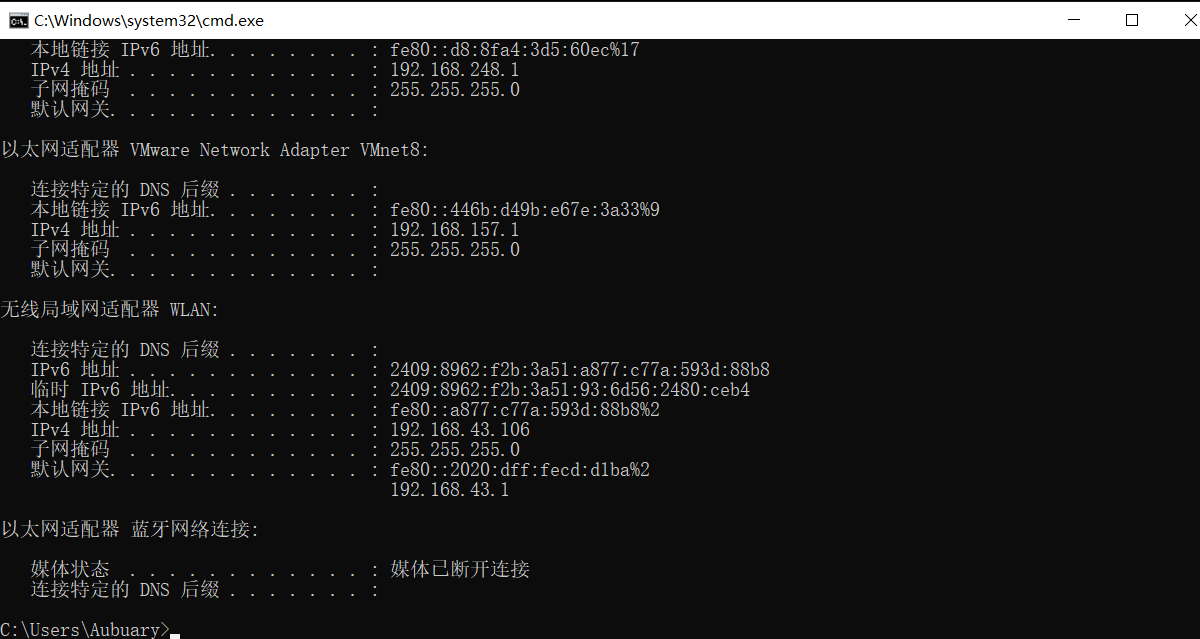 C:\Windows\system32\cmd.exe
本地链接 IPv6 地址. . . . . . . . : fe80::d8:8fa4:3d5:60ec%17
IPv4 地址 . . . . . . . . . . . . : 192.168.248.1
子网掩码  . . . . . . . . . . . . : 255.255.255.0
默认网关. . . . . . . . . . . . . :
以太网适配器 VMware Network Adapter VMnet8:
连接特定的 DNS 后缀 . . . . . . . :
本地链接 IPv6 地址. . . . . . . . : fe80::446b:d49b:e67e:3a33%9
IPv4 地址 . . . . . . . . . . . . : 192.168.157.1
子网掩码  . . . . . . . . . . . . : 255.255.255.0
默认网关. . . . . . . . . . . . . :
无线局域网适配器 WLAN:
连接特定的 DNS 后缀 . . . . . . . :
IPv6 地址 . . . . . . . . . . . . : 2409:8962:f2b:3a51:a877:c77a:593d:88b8
临时 IPv6 地址. . . . . . . . . . : 2409:8962:f2b:3a51:93:6d56:2480:ceb4
本地链接 IPv6 地址. . . . . . . . : fe80::a877:c77a:593d:88b8%2
IPv4 地址 . . . . . . . . . . . . : 192.168.43.106
子网掩码  . . . . . . . . . . . . : 255.255.255.0
默认网关. . . . . . . . . . . . . : fe80::2020:dff:fecd:d1ba%2
192.168.43.1
以太网适配器 蓝牙网络连接:
媒体状态  . . . . . . . . . . . . : 媒体已断开连接
连接特定的 DNS 后缀 . . . . . . . :
C:\Users\Aubuary>